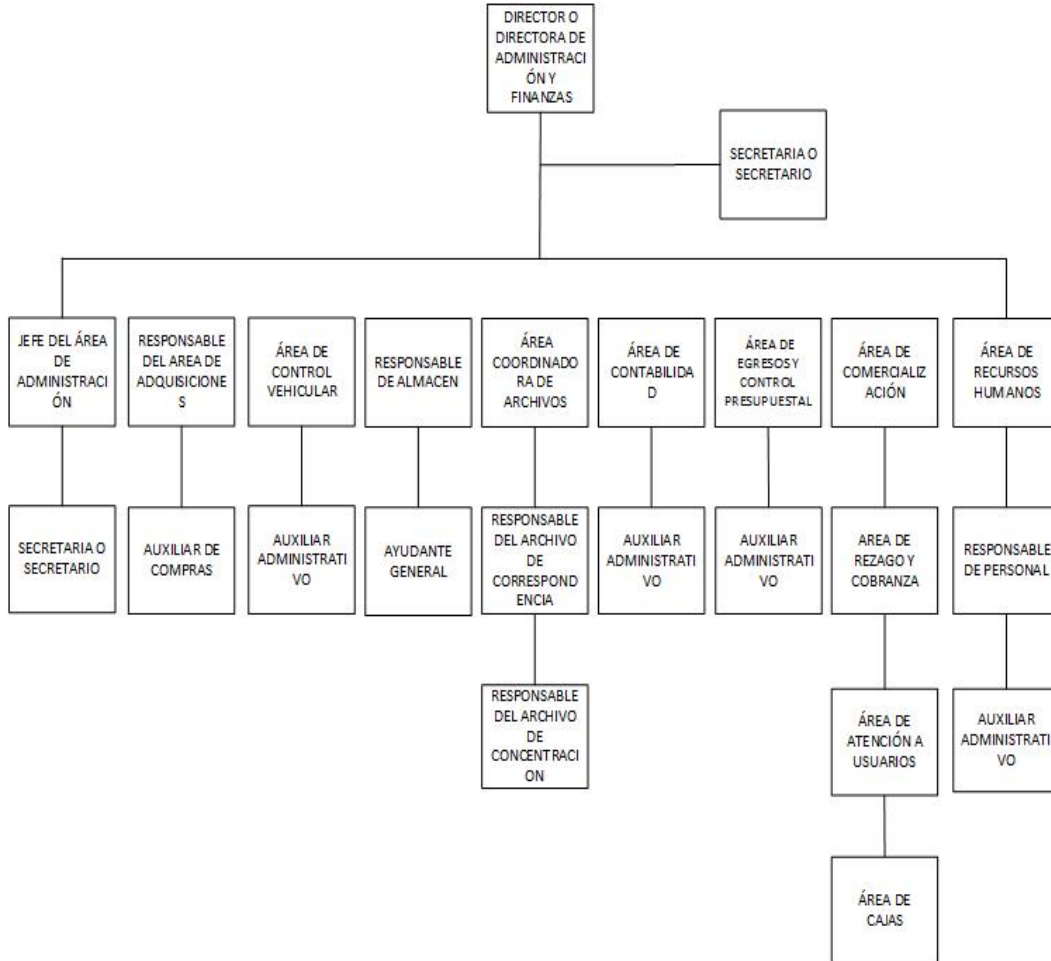 DIRECTOR O
DIRECTORA DE
ADMINISTRACI
ÓN Y
FINANZAS
SECRETARIA O
SECRETARIO
JEFE DEL ÁREA
DE
ADMINISTRACI
ÓN
RESPONSABLE
DEL AREA DE
ADQUISICIONE
S
ÁREA DE
CONTROL
VEHICULAR
RESPONSABLE
DE ALMACEN
ÁREA
COORDINADO
RA DE
ARCHIVOS
ÁREA DE
CONTABILIDA
D
ÁREA DE
EGRESOS Y
CONTROL
PRESUPUESTAL
ÁREA DE
COMERCIALIZ
ACIÓN
ÁREA DE
RECURSOS
HUMANOS
SECRETARIA O
SECRETARIO
AUXILIAR DE
COMPRAS
AUXILIAR
ADMINISTRATI
VO
AYUDANTE
GENERAL
RESPONSABLE
DEL ARCHIVO
DE
CORRESPOND
ENCIA
AUXILIAR
ADMINISTRATI
VO
AUXILIAR
ADMINISTRATI
VO
AREA DE
REZAGO Y
COBRANZA
RESPONSABLE
DE PERSONAL
RESPONSABLE
DEL ARCHIVO
DE
CONCENTRACI
ON
ÁREA DE
ATENCIÓN A
USUARIOS
AUXILIAR
ADMINISTRATI
VO
ÁREA DE
CAJAS